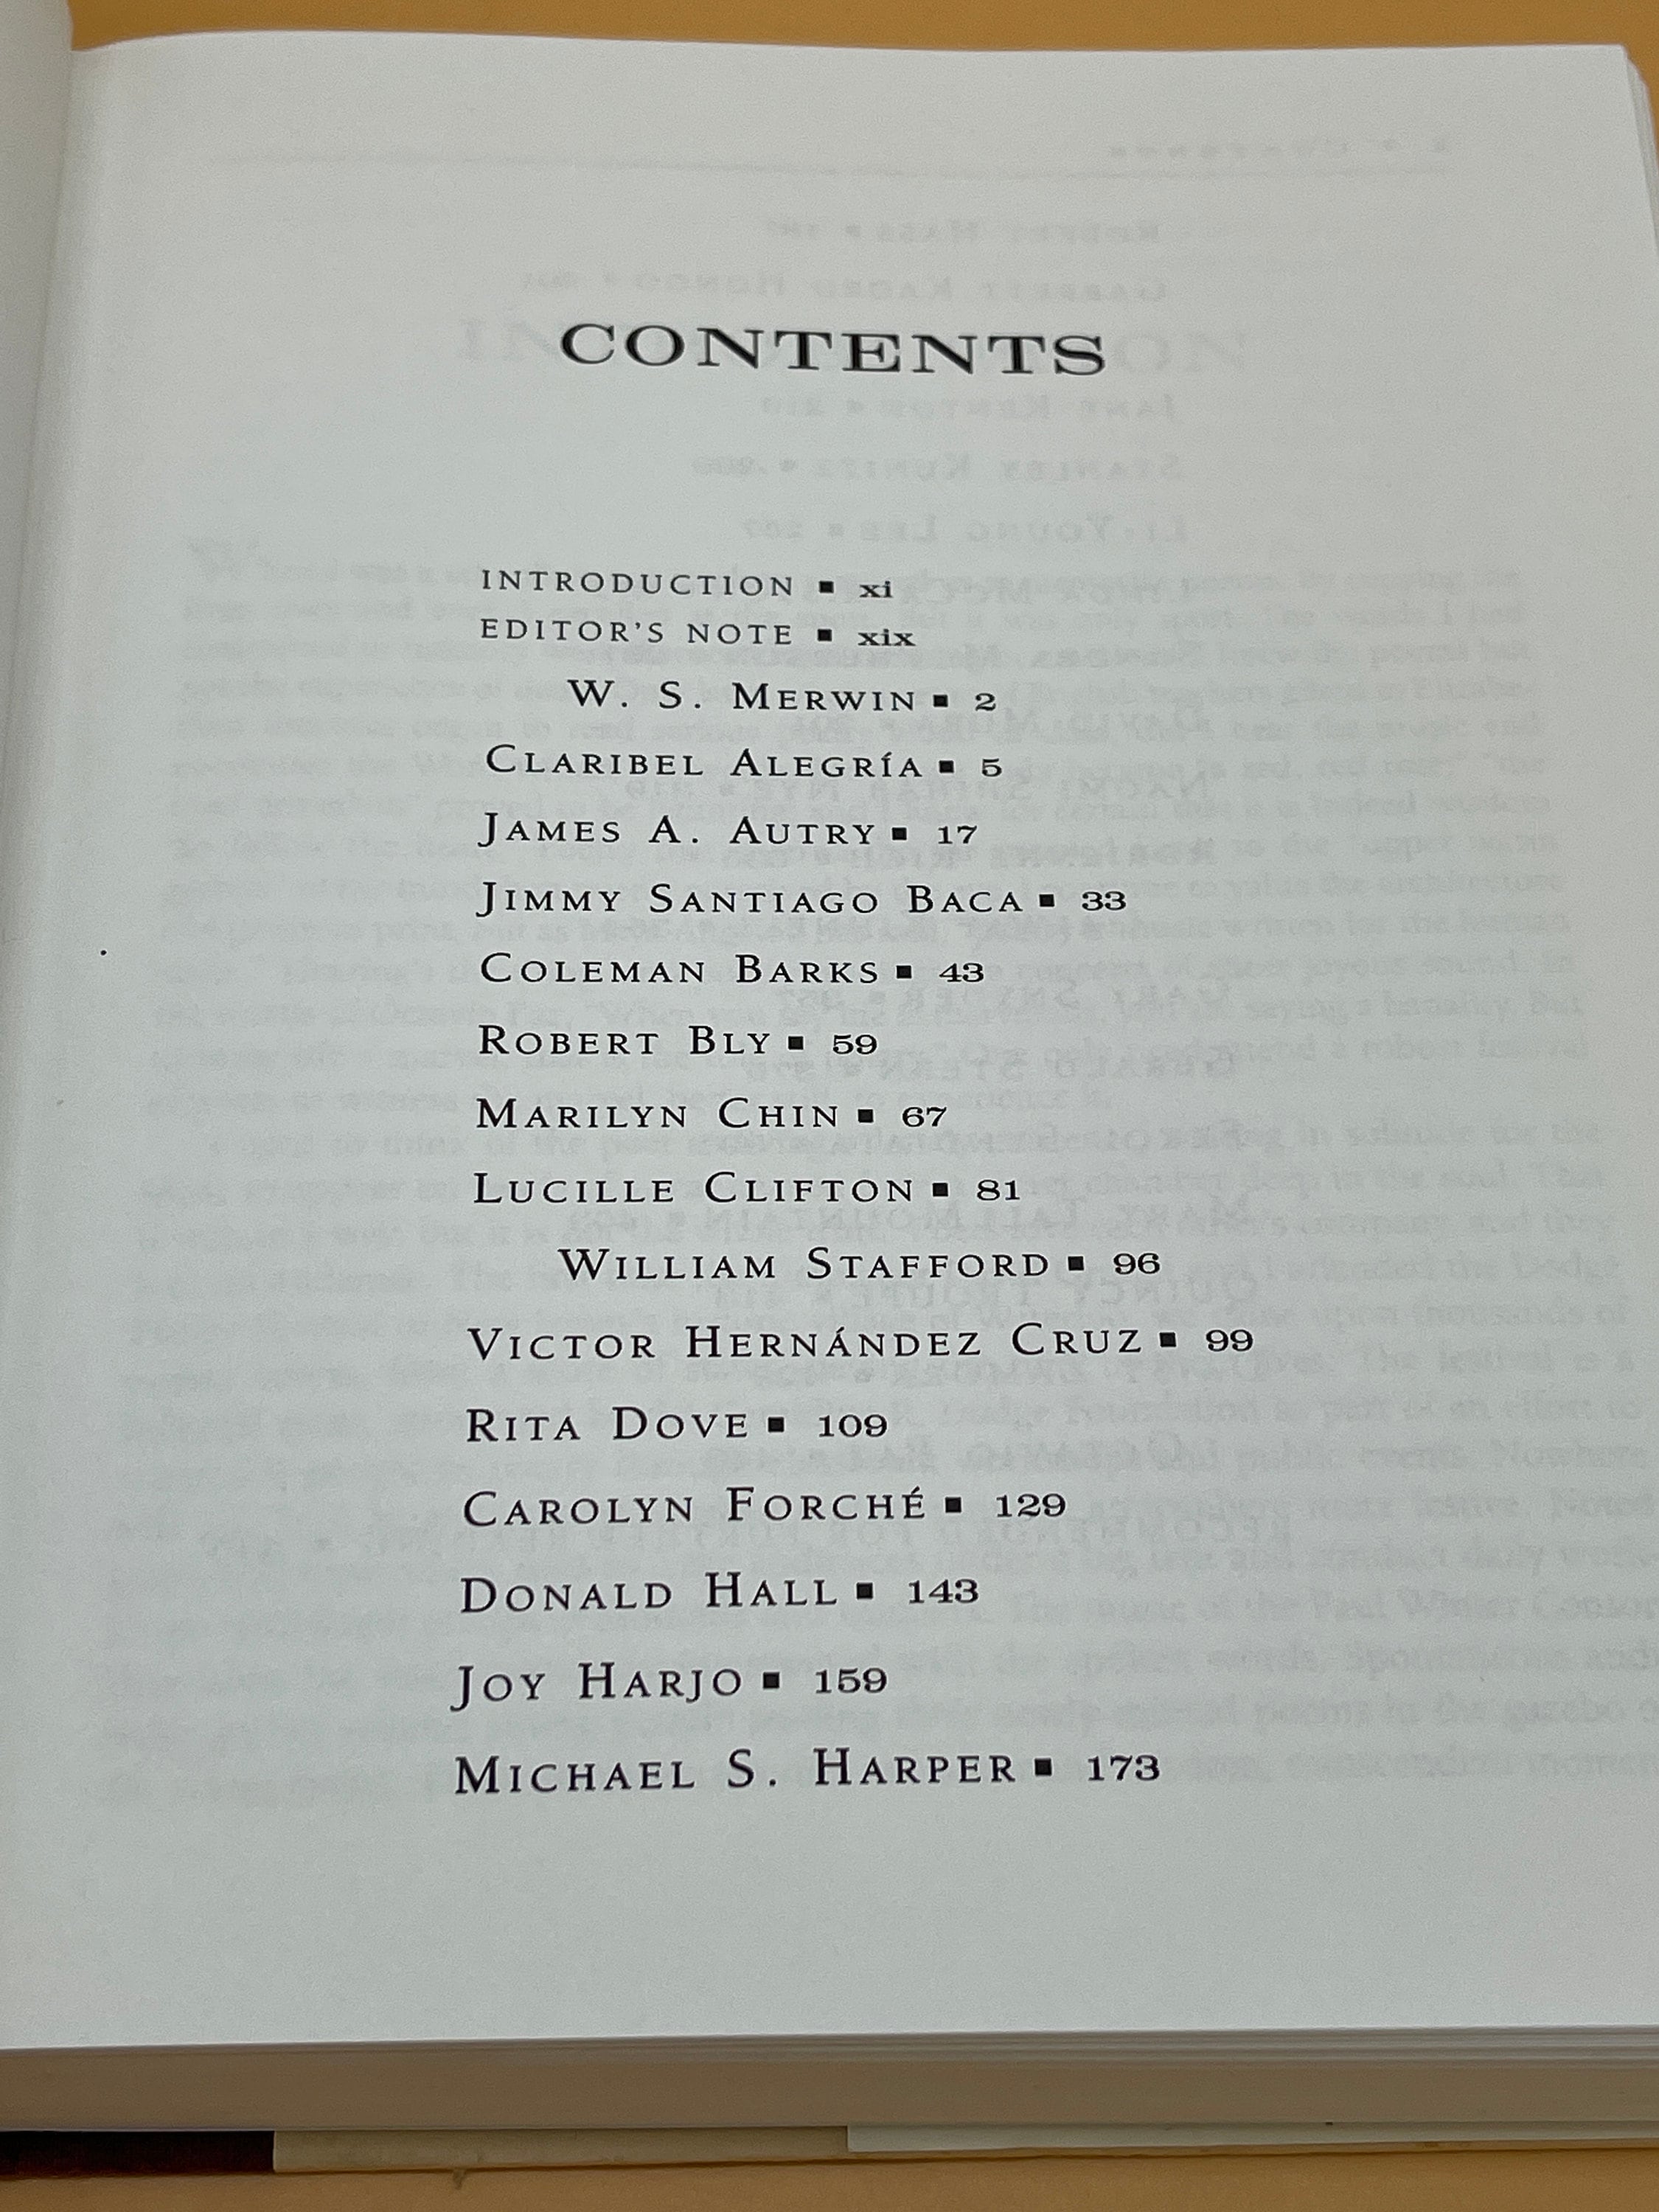 CONTENTS
INTRODUCTION ▪ xi
EDITOR'S NOTE ▪ xix
W. S. MERWIN ▪ 2
CLARIBEL ALEGRÍA ▪ 5
JAMES A. AUTRY ▪ 17
JIMMY SANTIAGO BACA ▪ 33
COLEMAN BARKS ▪ 43
ROBERT BLY ▪ 59
MARILYN CHIN ▪ 67
LUCILLE CLIFTON ▪ 81
WILLIAM STAFFORD ▪ 96
VICTOR HERNÁNDEZ CRUZ ▪ 99
RITA DOVE ▪ 109
CAROLYN FORCHÉ ▪ 129
DONALD HALL ▪ 143
JOY HARJO ▪ 159
MICHAEL S. HARPER ▪ 173